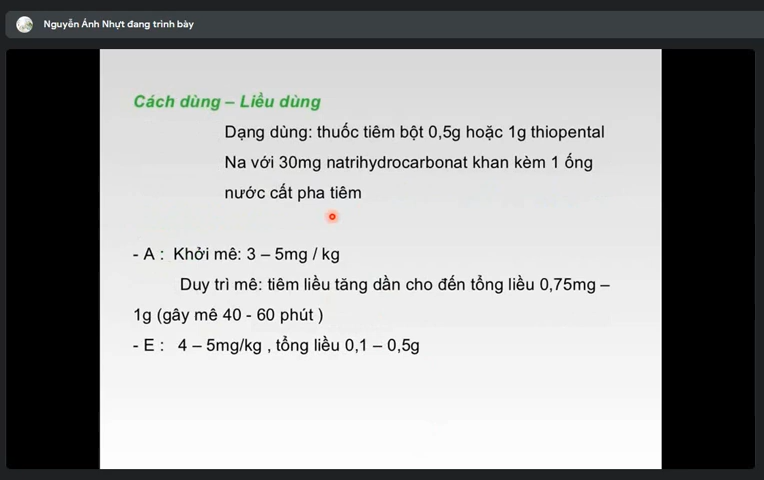 Nguyễn Ánh Nhựt đang trình bày
Cách dùng – Liều dùng
Dạng dùng: thuốc tiêm bột 0,5g hoặc 1g thiopental
Na với 30mg natrihydrocarbonat khan kèm 1 ống
nước cất pha tiêm
- A : Khởi mê: 3 – 5mg / kg
Duy trì mê: tiêm liều tăng dần cho đến tổng liều 0,75mg –
1g (gây mê 40 - 60 phút )
- E : 4 – 5mg/kg , tổng liều 0,1 – 0,5g